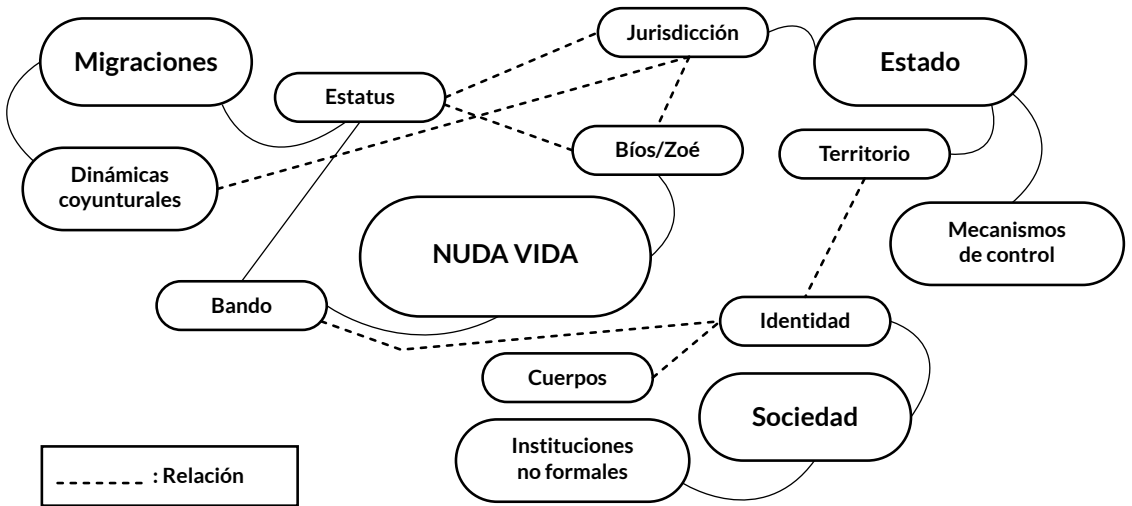 Jurisdicción
Migraciones
Estado
Estatus
Bíos/Zoé
Territorio
Dinámicas
coyunturales
Mecanismos
de control
NUDA VIDA
Bando
Identidad
Cuerpos
Sociedad
Instituciones
no formales
: Relación